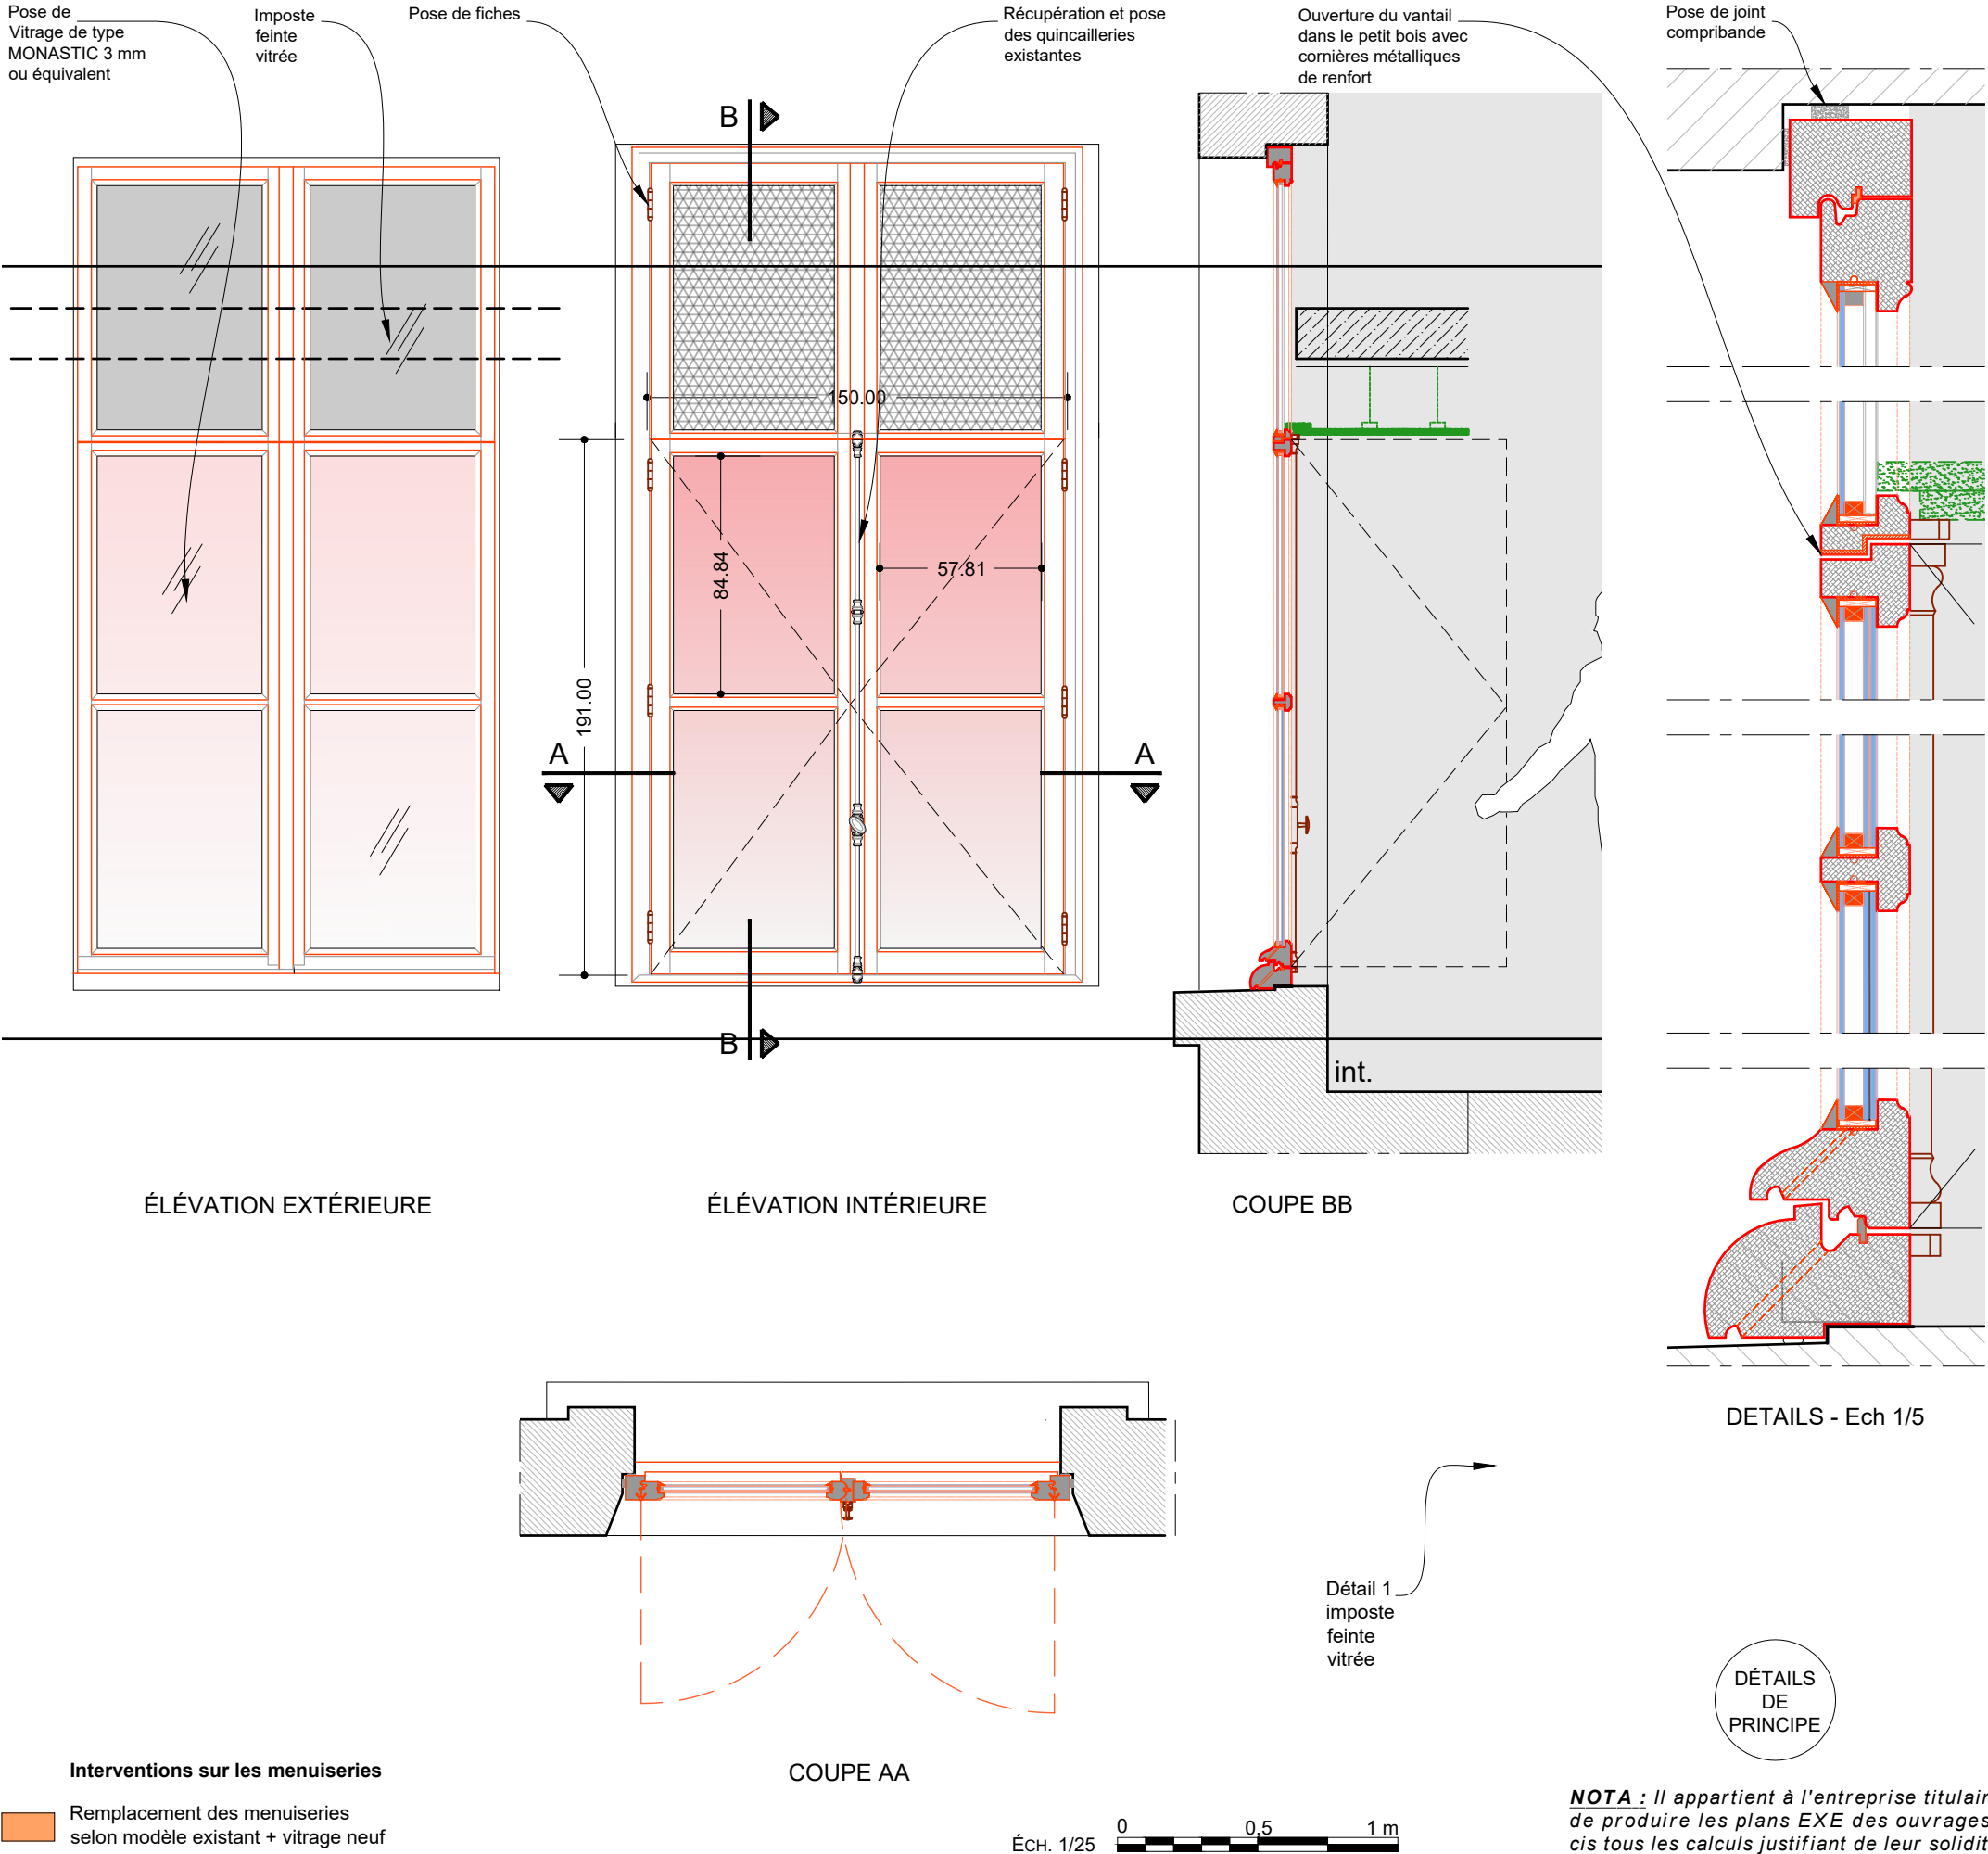 Pose de
Vitrage de type
MONASTIC 3 mm
ou équivalent
Imposte
feinte
vitrée
Pose de fiches
Récupération et pose
des quincailleries
existantes
Ouverture du vantail
dans le petit bois avec
cornières métalliques
de renfort
Pose de joint
compribande
B
150.00
84.84
57.81
191.00
A
A
B
int.
ÉLÉVATION EXTÉRIEURE
ÉLÉVATION INTÉRIEURE
COUPE BB
DETAILS - Ech 1/5
Détail 1
imposte
feinte
vitrée
DÉTAILS
DE
PRINCIPE
COUPE AA
Interventions sur les menuiseries
Remplacement des menuiseries
selon modèle existant + vitrage neuf
ÉCH. 1/25
0 0,5 1 m
NOTA : Il appartient à l'entreprise titulair
de produire les plans EXE des ouvrages
cis tous les calculs justifiant de leur solidit